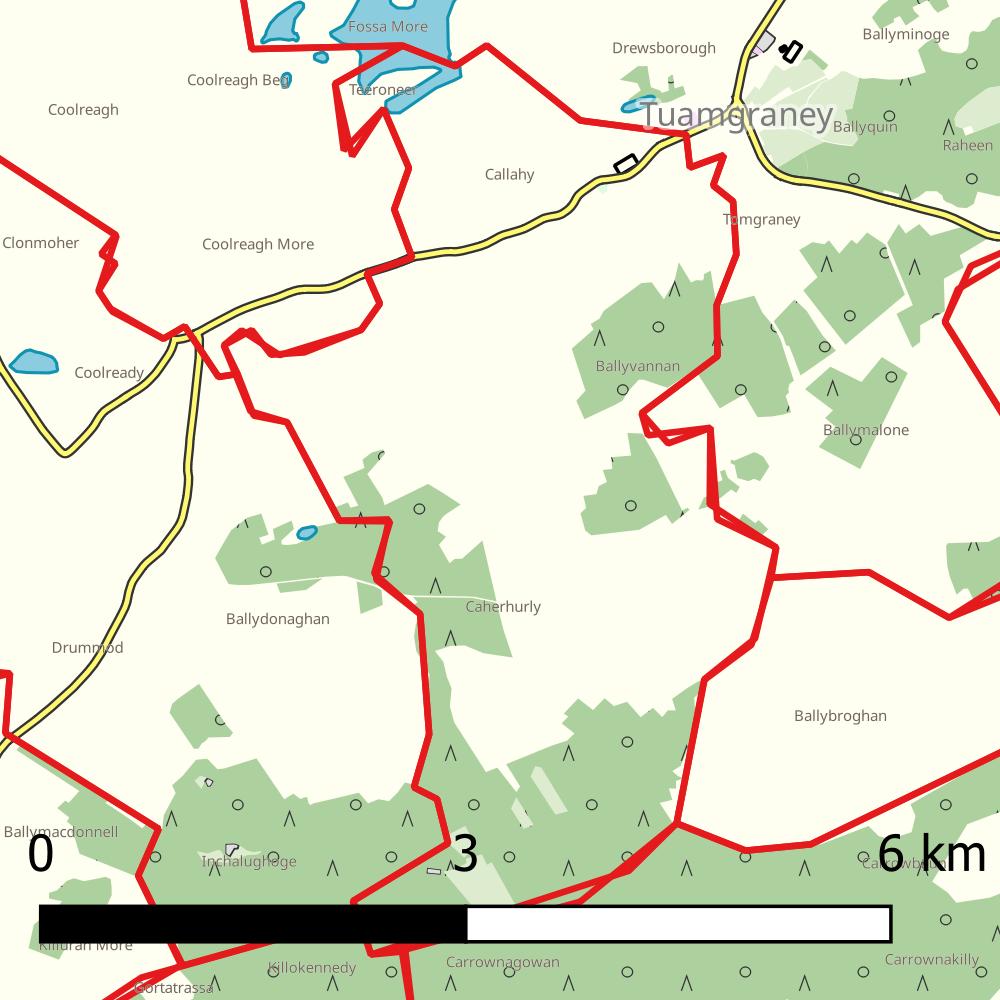 Fossa More
Ballyminoge
Drewsborough
Coolreagh Beg
Teeroneer
Coolreagh
Tuamgraney
Ballyquin
Raheen
Callahy
Tomgraney
Clonmoher
Coolreagh More
Ballyvannan
Coolready
Ballymalone
Caherhurly
Ballydonaghan
Drummod
Ballybroghan
Ballymacdonnell
0
3
6 km
Inchalughoge
Killuran More
Carrownagowan
Carrownakilly
Killokennedy
Gortatrassa